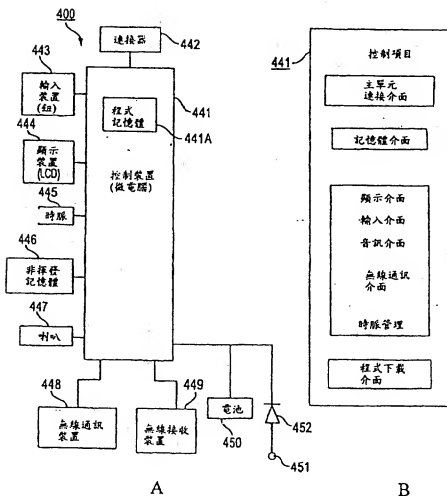 400
443
輸入
裝置
(鈕)
連接器
442
441
程式
記憶體
441A
控制裝置
(微電腦)
444
顯示
裝置
(LCD)
445
時脈
446
非揮發
記憶體
447
喇叭
448
無線通訊
裝置
449
無線接收
裝置
電池
450
452
451
A
441
控制項目
主單元
連接介面
記憶體介面
顯示介面
輸入介面
音訊介面
無線通訊
介面
時脈管理
程式下載
介面
B